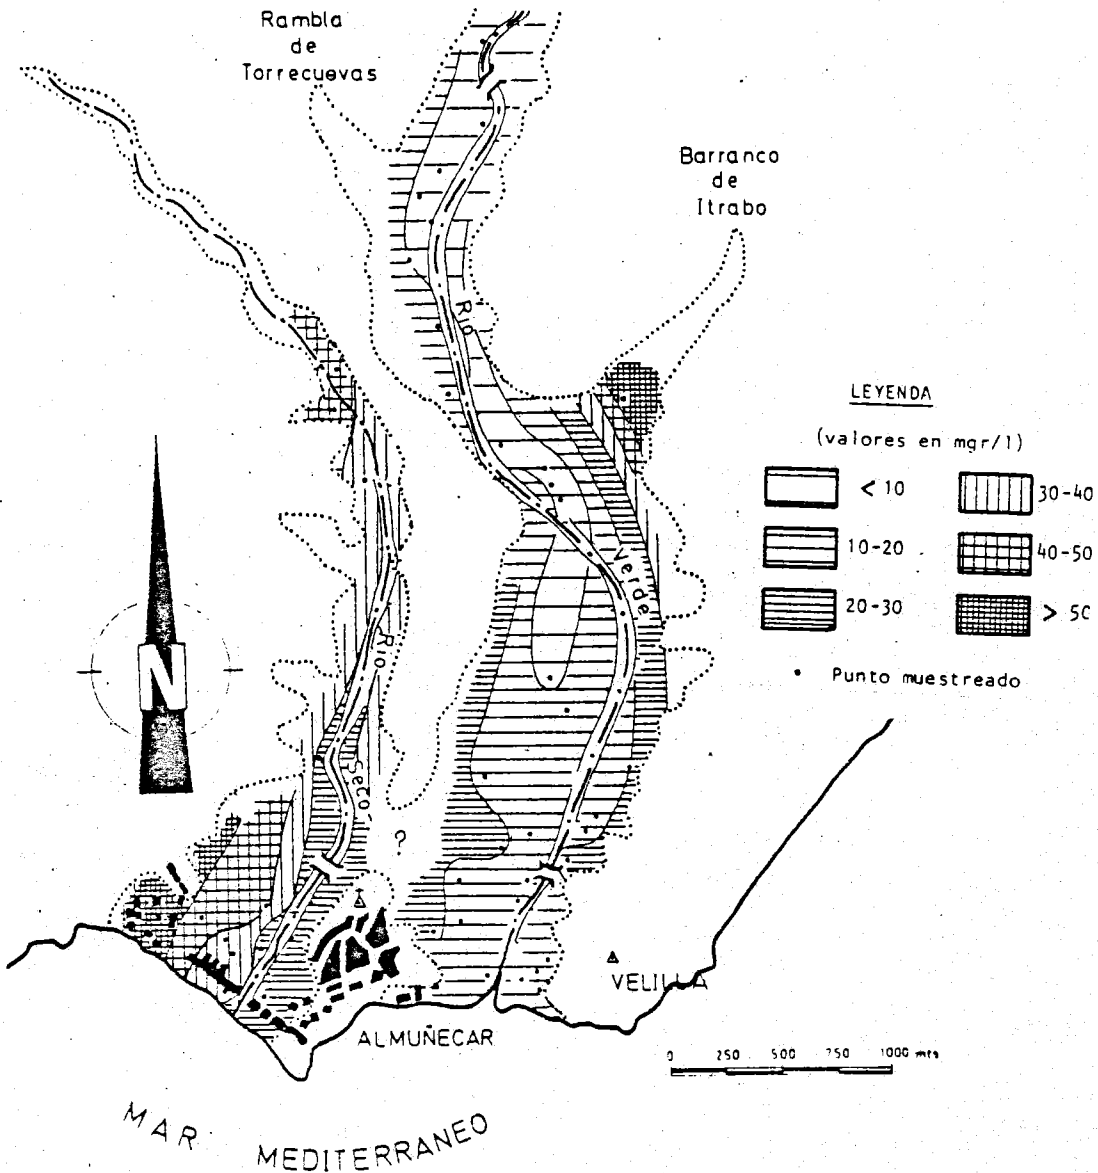 Rambla
de
Torrecuevas
Barranco
de
Itrabo
Rio
Verde
LEYENDA
(valores en mgr/l)
< 10
30-40
10-20
40-50
20-30
> 50
Punto muestreado
N
Rio
Seco
?
VELILLA
ALMUÑECAR
0 250 500 750 1000 mts
MAR MEDITERRANEO